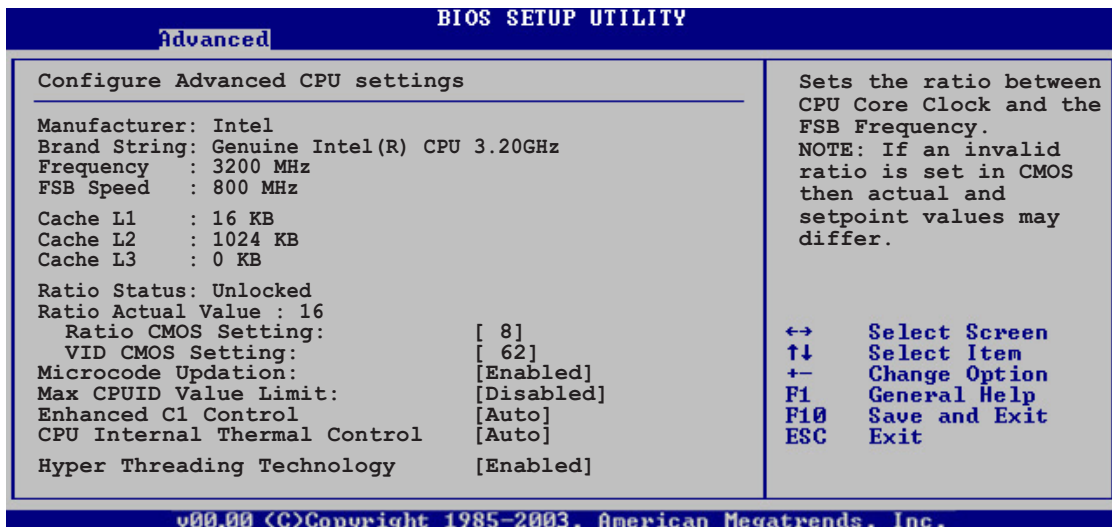 BIOS SETUP UTILITY
Advanced
Configure Advanced CPU settings
Manufacturer: Intel
Brand String: Genuine Intel(R) CPU 3.20GHz
Frequency : 3200 MHz
FSB Speed : 800 MHz
Cache L1 : 16 KB
Cache L2 : 1024 KB
Cache L3 : 0 KB
Ratio Status: Unlocked
Ratio Actual Value : 16
Ratio CMOS Setting: [ 8]
VID CMOS Setting: [ 62]
Microcode Updation: [Enabled]
Max CPUID Value Limit: [Disabled]
Enhanced C1 Control [Auto]
CPU Internal Thermal Control [Auto]
Hyper Threading Technology [Enabled]
Sets the ratio between
CPU Core Clock and the
FSB Frequency.
NOTE: If an invalid
ratio is set in CMOS
then actual and
setpoint values may
differ.
←→ Select Screen
↑↓ Select Item
+- Change Option
F1 General Help
F10 Save and Exit
ESC Exit
v00.00 (C)Copyright 1985-2003, American Megatrends, Inc.